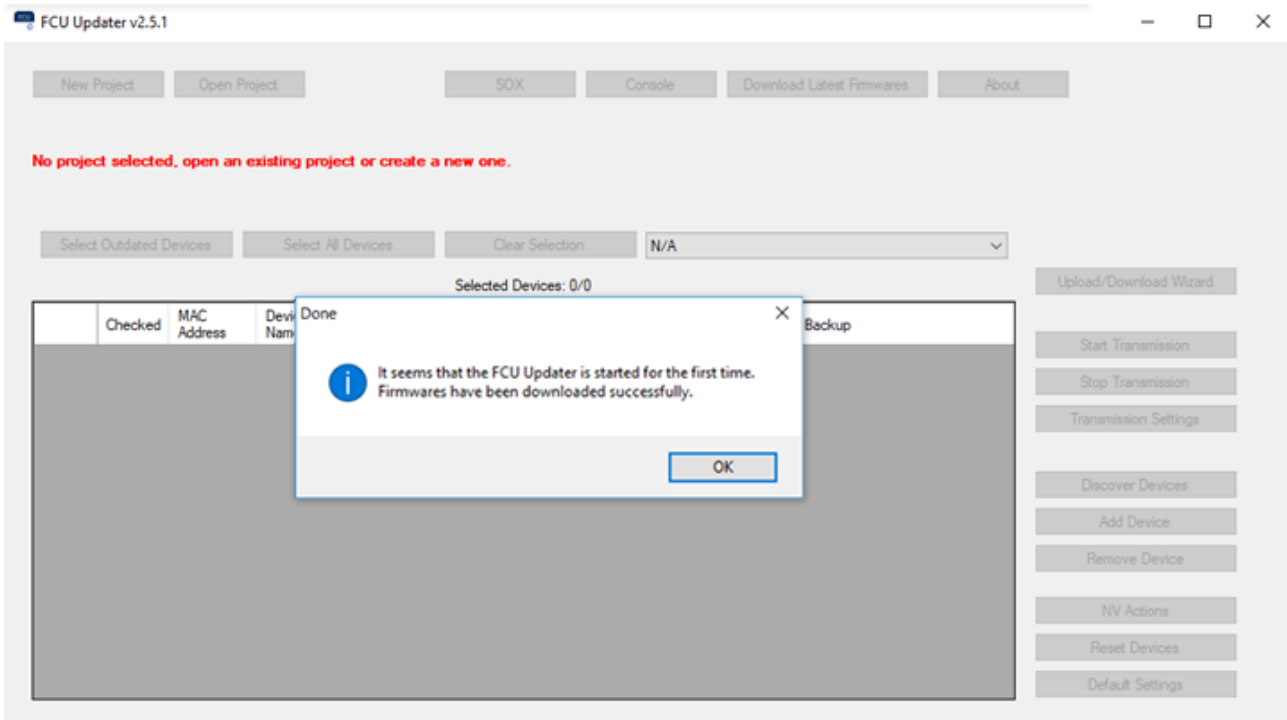 FCU Updater v2.5.1
New Project Open Project SOX Console Download Latest Firmwares About
No project selected, open an existing project or create a new one.
Select Outdated Devices Select All Devices Clear Selection N/A
Selected Devices: 0/0
Upload/Download Wizard
Checked MAC Address Backup
Done
It seems that the FCU Updater is started for the first time.
Firmwares have been downloaded successfully.
OK
Start Transmission
Stop Transmission
Transmission Settings
Discover Devices
Add Device
Remove Device
NV Actions
Reset Devices
Default Settings